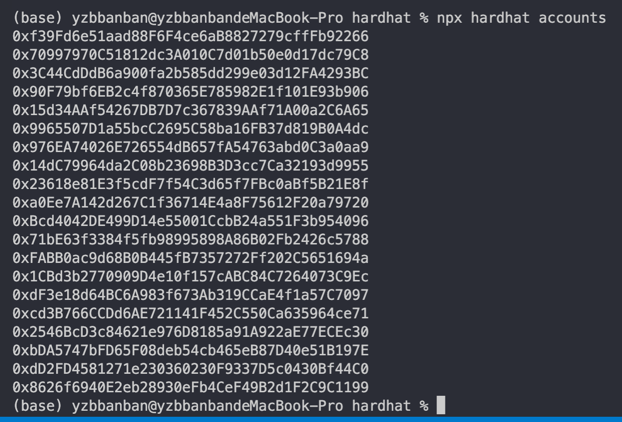 (base) yzbbanban@yzbbanbandeMacBook-Pro hardhat % npx hardhat accounts
0xf39Fd6e51aad88F6F4ce6aB8827279cffFb92266
0x70997970C51812dc3A010C7d01b50e0d17dc79C8
0x3C44CdDdB6a900fa2b585dd299e03d12FA4293BC
0x90F79bf6EB2c4f870365E785982E1f101E93b906
0x15d34AAf54267DB7D7c367839AAf71A00a2C6A65
0x9965507D1a55bcC2695C58ba16FB37d819B0A4dc
0x976EA74026E726554dB657fA54763abd0C3a0aa9
0x14dC79964da2C08b23698B3D3cc7Ca32193d9955
0x23618e81E3f5cdF7f54C3d65f7FBc0aBf5B21E8f
0xa0Ee7A142d267C1f36714E4a8F75612F20a79720
0xBcd4042DE499D14e55001CcbB24a551F3b954096
0x71bE63f3384f5fb98995898A86B02Fb2426c5788
0xFABB0ac9d68B0B445fB7357272Ff202C5651694a
0x1CBd3b2770909D4e10f157cABC84C7264073C9Ec
0xdF3e18d64BC6A983f673Ab319CCaE4f1a57C7097
0xcd3B766CCDd6AE721141F452C550Ca635964ce71
0x2546BcD3c84621e976D8185a91A922aE77ECEc30
0xbDA5747bFD65F08deb54cb465eB87D40e51B197E
0xdD2FD4581271e230360230F9337D5c0430Bf44C0
0x8626f6940E2eb28930eFb4CeF49B2d1F2C9C1199
(base) yzbbanban@yzbbanbandeMacBook-Pro hardhat %